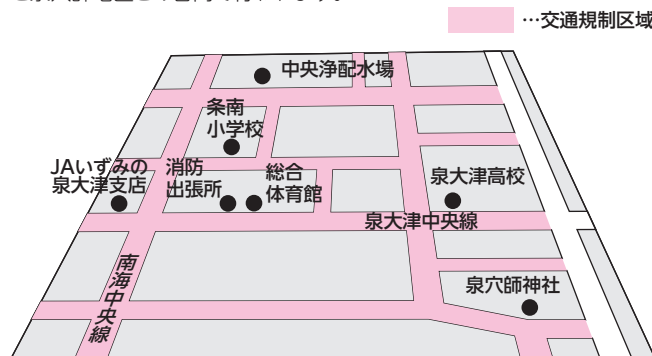 …交通規制区域
中央浄配水場
条南
小学校
JAいずみの
泉大津支店
消防
出張所
総合
体育館
泉大津高校
泉大津中央線
南海中央線
泉穴師神社